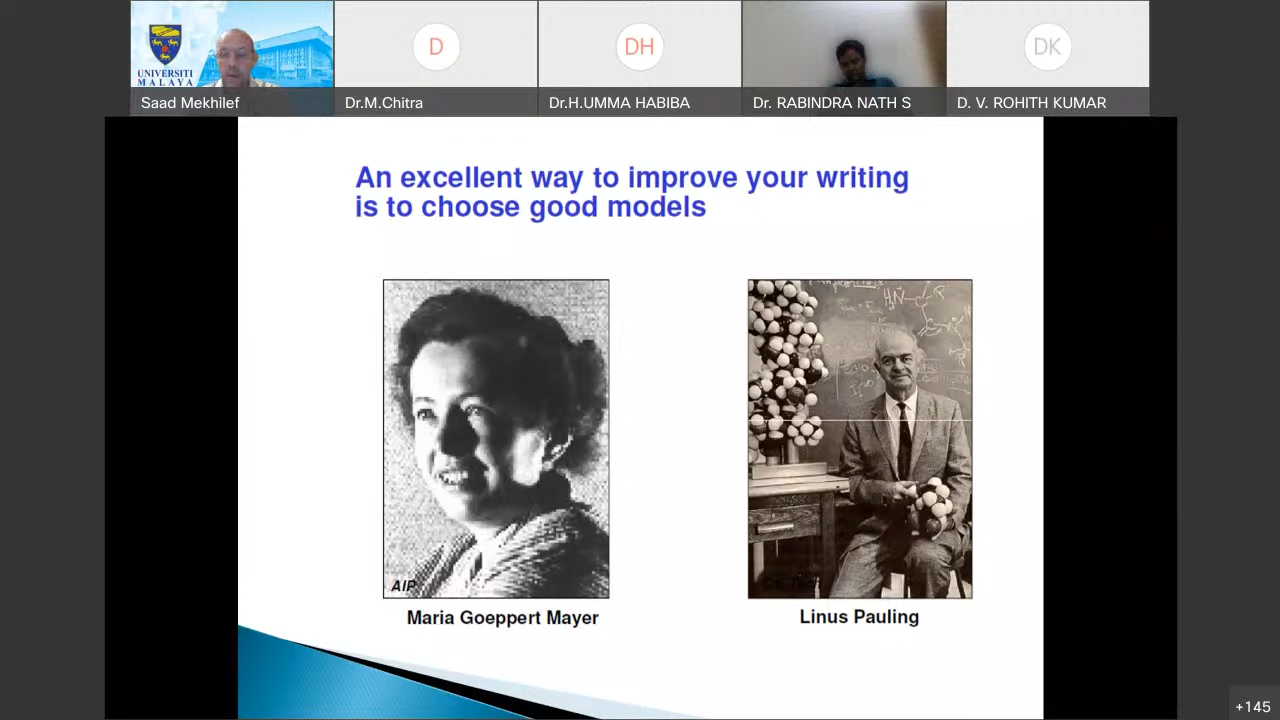 UNIVERSITI
MALAYA
Saad Mekhilef
D
Dr.M.Chitra
DH
Dr.H.UMMA HABIBA
Dr. RABINDRA NATH S
DK
D. V. ROHITH KUMAR
An excellent way to improve your writing
is to choose good models
AIP
Maria Goeppert Mayer
Linus Pauling
+145